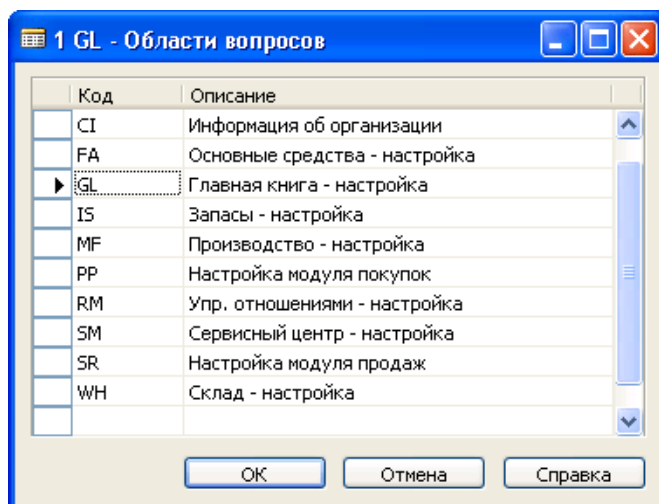 1 GL - Области вопросов
Код Описание
CI Информация об организации
FA Основные средства - настройка
GL Главная книга - настройка
IS Запасы - настройка
MF Производство - настройка
PP Настройка модуля покупок
RM Упр. отношениями - настройка
SM Сервисный центр - настройка
SR Настройка модуля продаж
WH Склад - настройка
ОК Отмена Справка